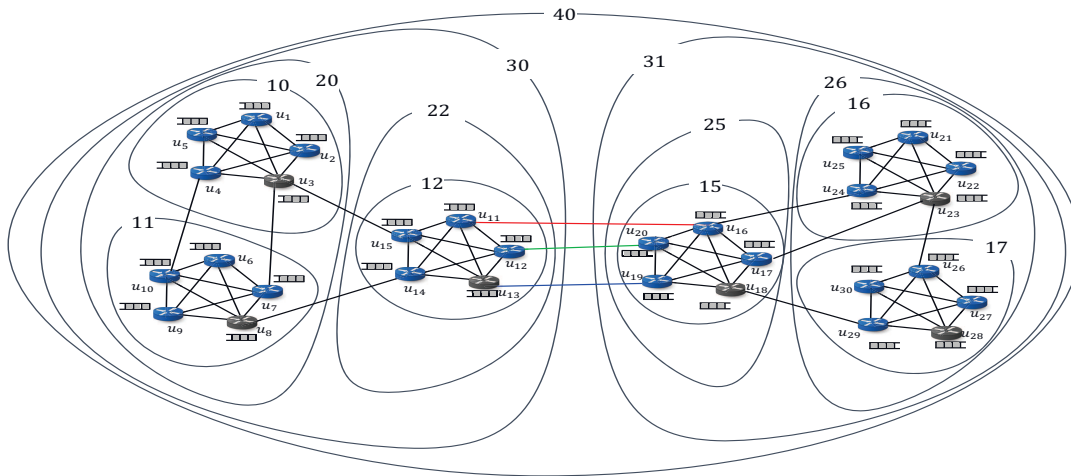 40
30
31
20
10
26
16
22
25
u₁
u₅
u₂
u₄
u₃
u₂₁
u₂₅
u₂₂
u₂₄
u₂₃
12
15
11
17
u₁₁
u₁₅
u₁₂
u₁₄
u₁₃
u₁₆
u₂₀
u₁₇
u₁₉
u₁₈
u₆
u₁₀
u₇
u₉
u₈
u₂₆
u₃₀
u₂₇
u₂₉
u₂₈